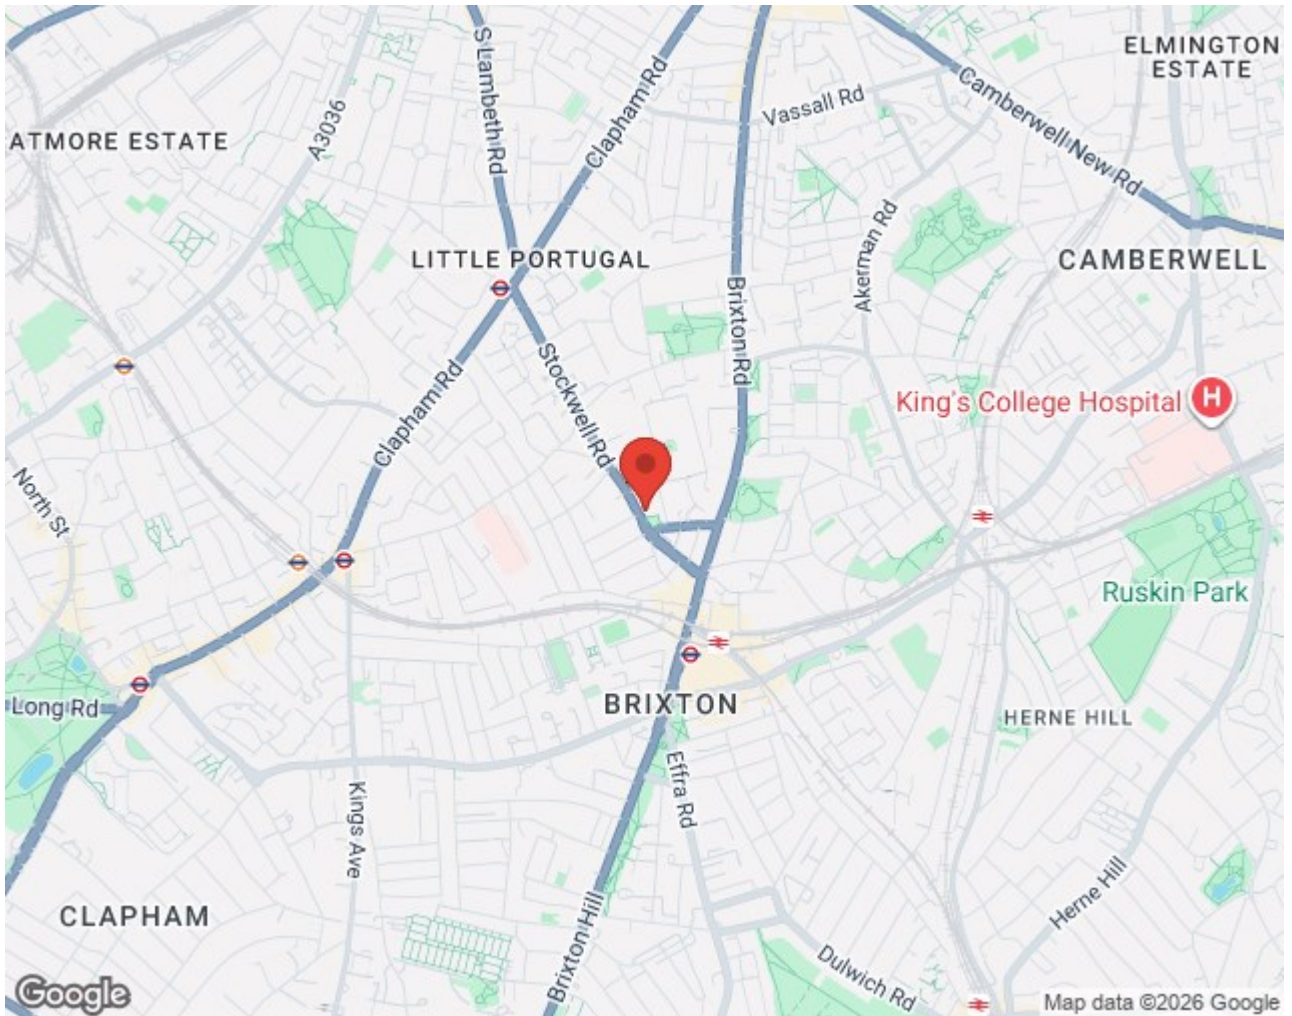 S Lambeth Rd
Clapham Rd
ELMINGTON
ESTATE
Vassall Rd
Camberwell New Rd
ATMORE ESTATE
A3036
Akerman Rd
LITTLE PORTUGAL
CAMBERWELL
Brixton Rd
Stockwell Rd
Clapham Rd
King's College Hospital
H
North St
Ruskin Park
Long Rd
BRIXTON
HERNE HILL
Effra Rd
Kings Ave
CLAPHAM
Herne Hill
Brixton Hill
Dulwich Rd
Google
Map data ©2026 Google